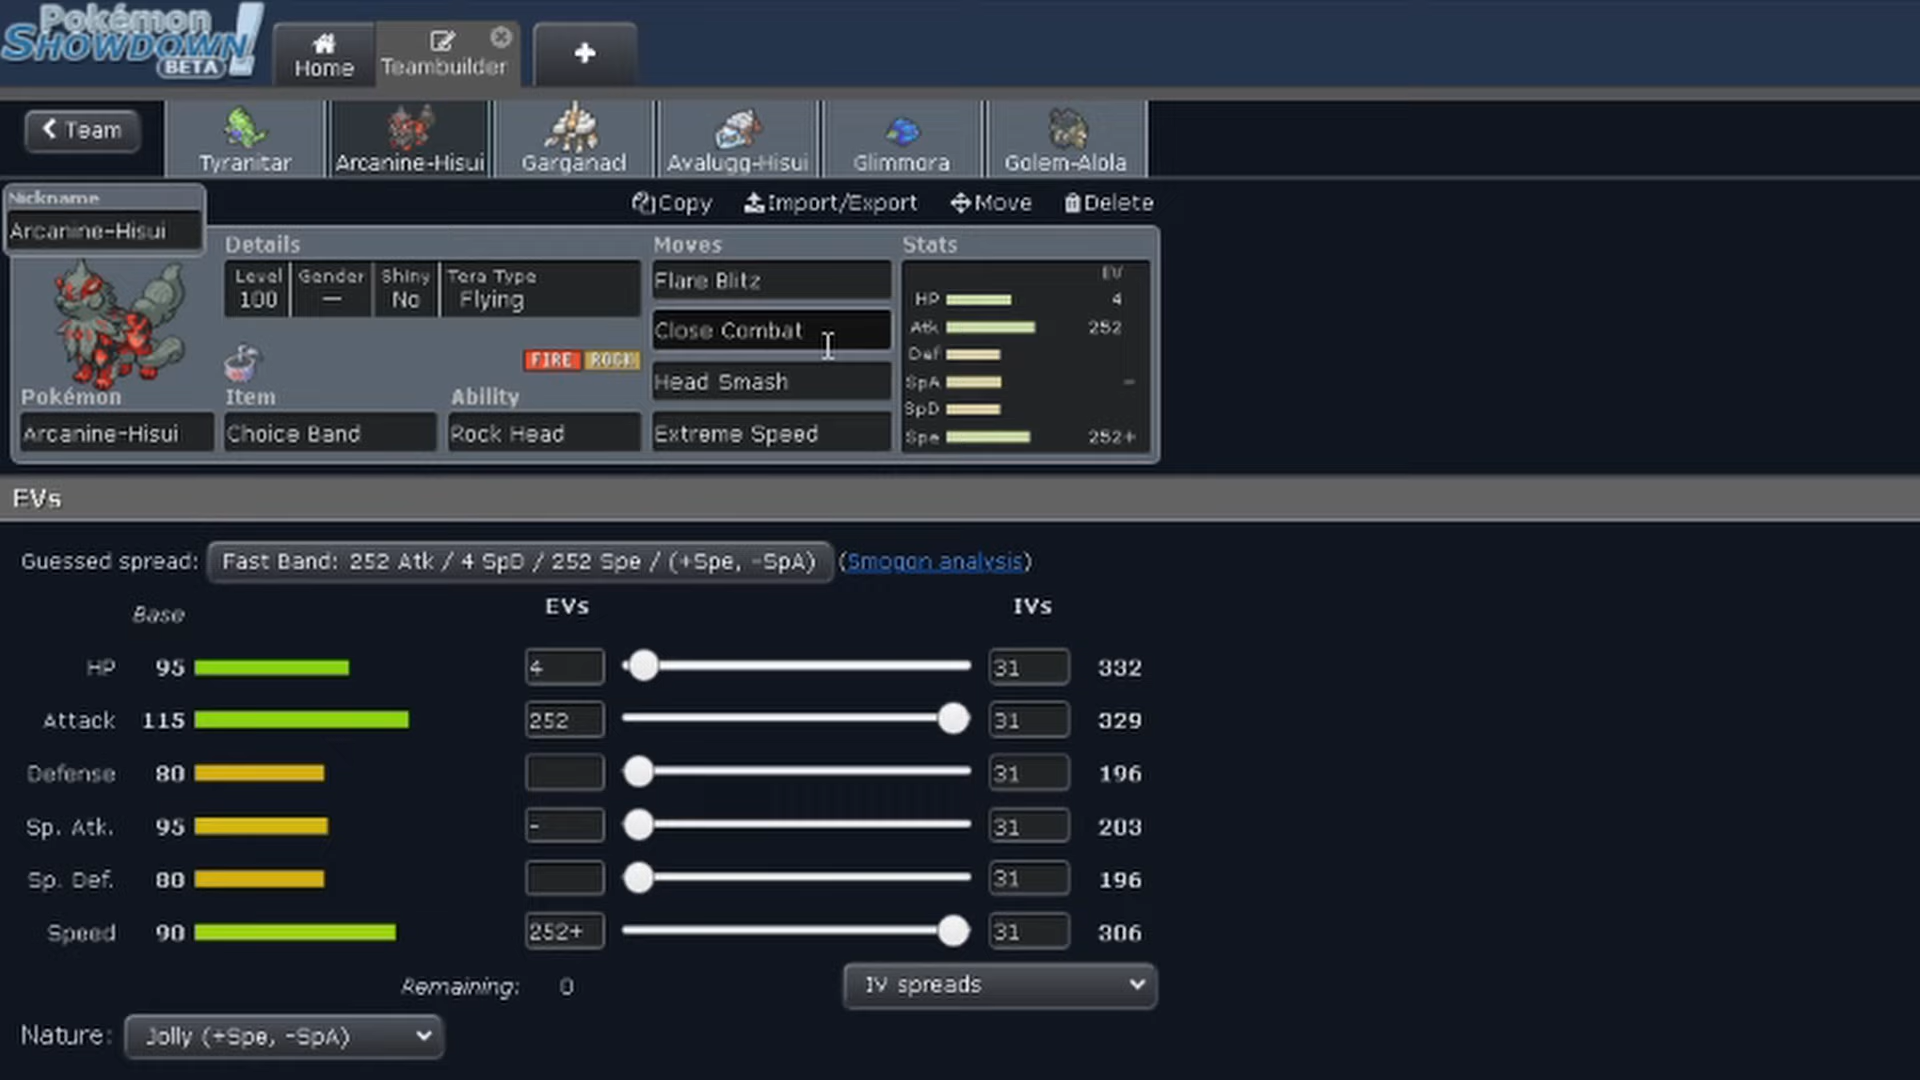 Pokémon
SHOWDOWN!
BETA
Home
Teambuilder
Team
Tyranitar
Arcanine-Hisui
Garganad
Avalugg-Hisui
Glimmora
Golem-Alola
Nickname
Arcanine-Hisui
Copy
Import/Export
Move
Delete
Details
Moves
Stats
Level
Gender
Shiny
Tera Type
100
—
No
Flying
Flare Blitz
Close Combat
Head Smash
Extreme Speed
EV
HP 4
Atk 252
Def
SpA -
SpD
Spe 252+
FIRE ROCK
Pokémon
Item
Ability
Arcanine-Hisui
Choice Band
Rock Head
EVs
Guessed spread: Fast Band: 252 Atk / 4 SpD / 252 Spe / (+Spe, -SpA) (Smogon analysis)
Base EVs IVs
HP 95 4 31 332
Attack 115 252 31 329
Defense 80 31 196
Sp. Atk. 95 - 31 203
Sp. Def. 80 31 196
Speed 90 252+ 31 306
Remaining: 0
IV spreads
Nature: Jolly (+Spe, -SpA)